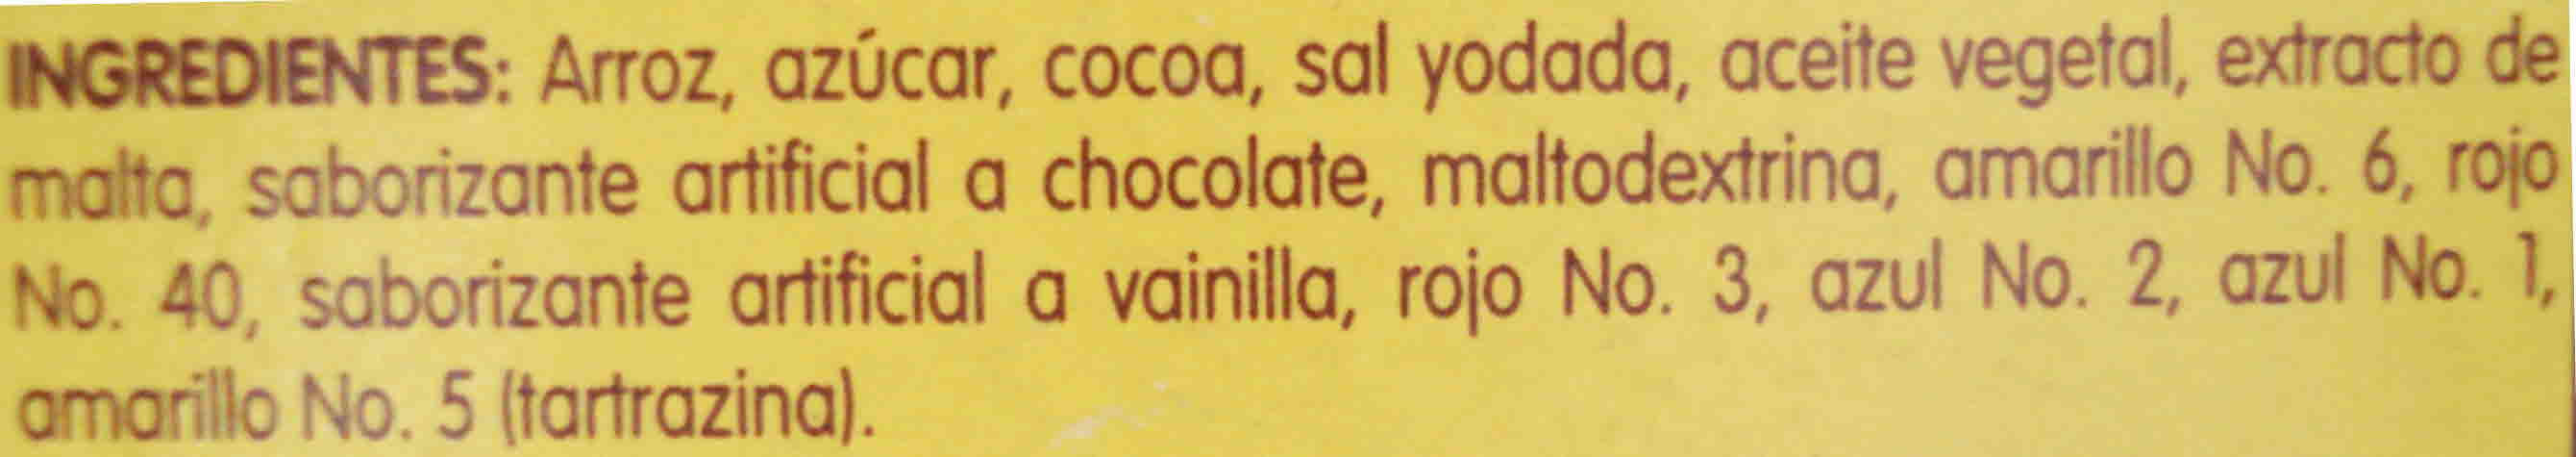 INGREDIENTES: Arroz, azúcar, cocoa, sal yodada, aceite vegetal, extracto de
malta, saborizante artificial a chocolate, maltodextrina, amarillo No. 6, rojo
No. 40, saborizante artificial a vainilla, rojo No. 3, azul No. 2, azul No. 1,
amarillo No. 5 (tartrazina).